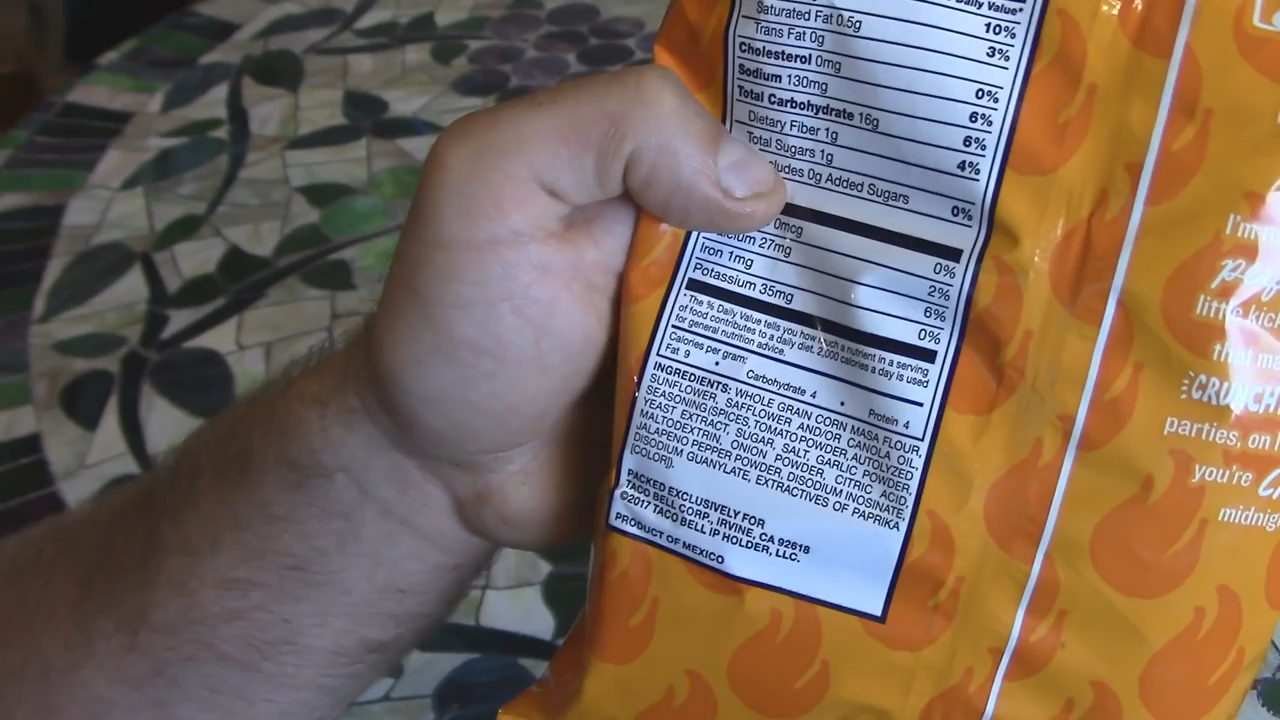 Daily Value*
10%
Saturated Fat 0.5g
3%
Trans Fat 0g
Cholesterol 0mg
0%
Sodium 130mg
6%
Total Carbohydrate 16g
6%
Dietary Fiber 1g
4%
Total Sugars 1g
cludes 0g Added Sugars
0%
0mcg
0%
cium 27mg
2%
Iron 1mg
6%
Potassium 35mg
0%
* The % Daily Value tells you how much a nutrient in a serving
of food contributes to a daily diet. 2,000 calories a day is used
for general nutrition advice.
Calories per gram:
Fat 9 • Carbohydrate 4 • Protein 4
INGREDIENTS: WHOLE GRAIN CORN MASA FLOUR,
SUNFLOWER, SAFFLOWER AND/OR CANOLA OIL,
SEASONING(SPICES, TOMATO POWDER, AUTOLYZED
YEAST EXTRACT, SUGAR, SALT, GARLIC POWDER,
MALTODEXTRIN, ONION POWDER, CITRIC ACID,
JALAPENO PEPPER POWDER, DISODIUM INOSINATE,
DISODIUM GUANYLATE, EXTRACTIVES OF PAPRIKA
[COLOR]).
PACKED EXCLUSIVELY FOR
TACO BELL CORP., IRVINE, CA 92618
©2017 TACO BELL IP HOLDER, LLC.
PRODUCT OF MEXICO
I'm
little kick
that ma
CRUNCH
parties, on
you're
midnig